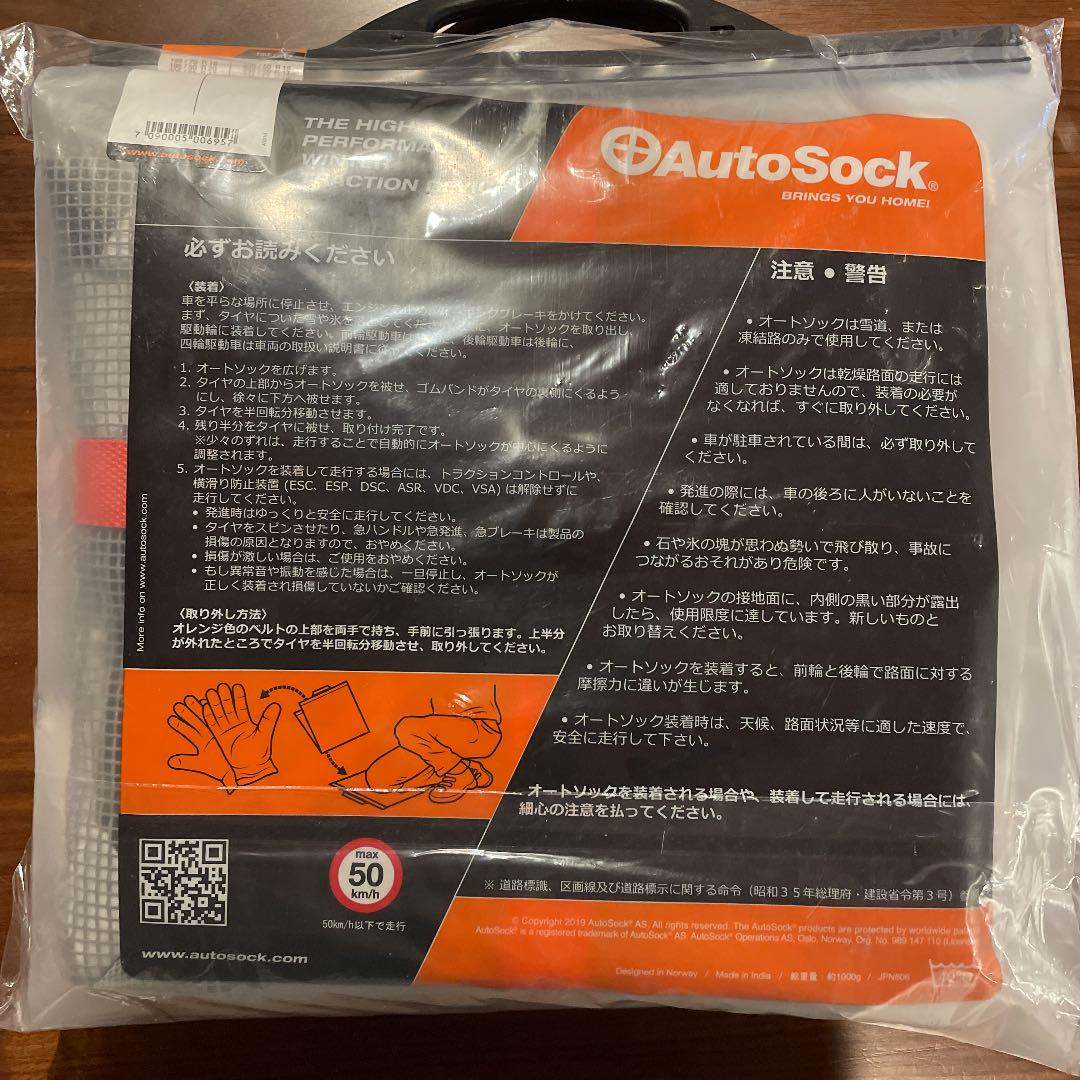 7 090005 006957
www.autosock.com
THE HIGH
PERFORMA
WIN
CTION
AutoSock®
BRINGS YOU HOME!
必ずお読みください
〈装着〉
車を平らな場所に停止させ、エンジンを ブレーキをかけてください。
まず、タイヤについた雪や氷を オートソックを取り出し、
駆動輪に装着してください。前輪駆動車は 後輪駆動車は後輪に、
四輪駆動車は車両の取扱い説明書に ください。
1. オートソックを広げます。
2. タイヤの上部からオートソックを被せ、ゴムバンドがタイヤの裏側にくるよう
にし、徐々に下方へ被せます。
3. タイヤを半回転分移動させます。
4. 残り半分をタイヤに被せ、取り付け完了です。
※少々のずれは、走行することで自動的にオートソックが中心にくるように
調整されます。
5. オートソックを装着して走行する場合には、トラクションコントロールや、
横滑り防止装置 (ESC、ESP、DSC、ASR、VDC、VSA) は解除せずに
走行してください。
• 発進時はゆっくりと安全に走行してください。
• タイヤをスピンさせたり、急ハンドルや急発進、急ブレーキは製品の
損傷の原因となりますので、おやめください。
• 損傷が激しい場合は、ご使用をおやめください。
• もし異常音や振動を感じた場合は、一旦停止し、オートソックが
正しく装着され損傷していないかご確認ください。
〈取り外し方法〉
オレンジ色のベルトの上部を両手で持ち、手前に引っ張ります。上半分
が外れたところでタイヤを半回転分移動させ、取り外してください。
More info on www.autosock.com
注意 • 警告
• オートソックは雪道、または
凍結路のみで使用してください。
• オートソックは乾燥路面の走行には
適しておりませんので、装着の必要が
なくなれば、すぐに取り外してください。
• 車が駐車されている間は、必ず取り外して
ください。
• 発進の際には、車の後ろに人がいないことを
確認してください。
• 石や氷の塊が思わぬ勢いで飛び散り、事故に
つながるおそれがあり危険です。
• オートソックの接地面に、内側の黒い部分が露出
したら、使用限度に達しています。新しいものと
お取り替えください。
• オートソックを装着すると、前輪と後輪で路面に対する
摩擦力に違いが生じます。
• オートソック装着時は、天候、路面状況等に適した速度で、
安全に走行して下さい。
オートソックを装着される場合や、装着して走行される場合には、
細心の注意を払ってください。
max
50
km/h
50km/h以下で走行
www.autosock.com
※ 道路標識、区画線及び道路標示に関する命令（昭和３５年総理府・建設省令第３号）
© Copyright 2019 AutoSock® AS. All rights reserved. The AutoSock® products are protected by worldwide
AutoSock® is a registered trademark of AutoSock® AS. AutoSock® Operations AS, Oslo, Norway. Org. No. 989 147 110
Designed in Norway / Made in India / 総重量：約1000g / JPN606